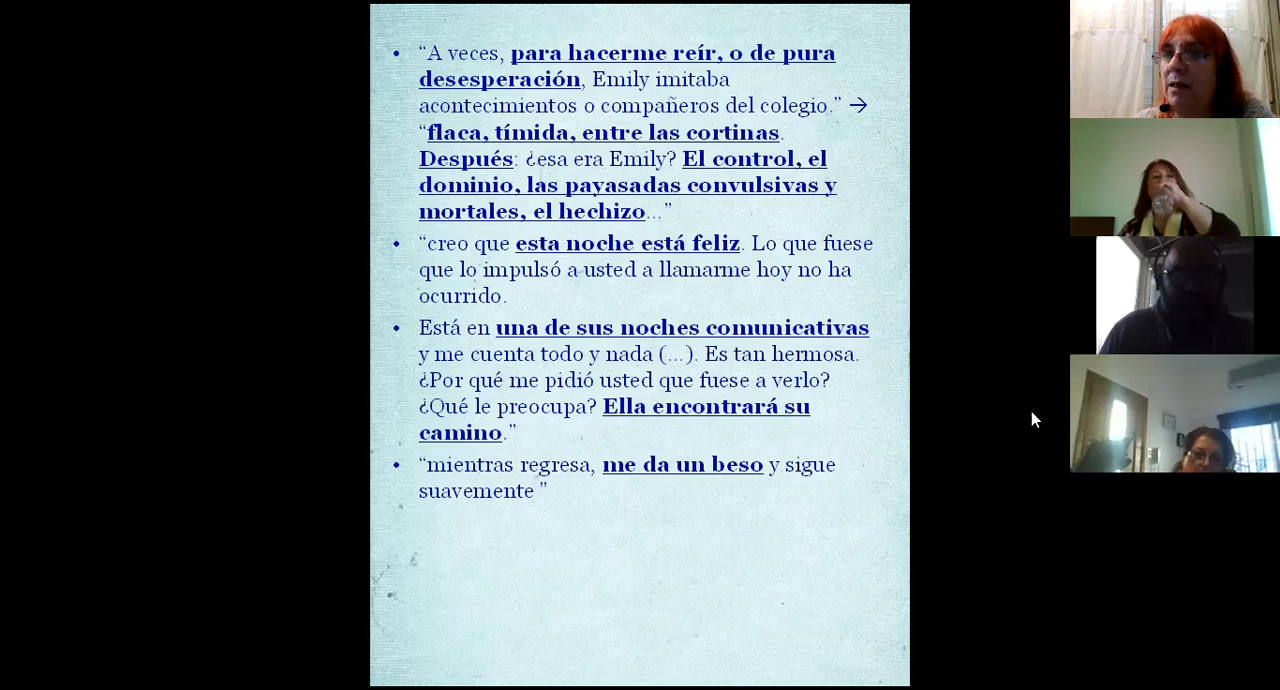 • “A veces, para hacerme reír, o de pura
desesperación, Emily imitaba
acontecimientos o compañeros del colegio.” →
“flaca, tímida, entre las cortinas.
Después: ¿esa era Emily? El control, el
dominio, las payasadas convulsivas y
mortales, el hechizo…”
• “creo que esta noche está feliz. Lo que fuese
que lo impulsó a usted a llamarme hoy no ha
ocurrido.
• Está en una de sus noches comunicativas
y me cuenta todo y nada (…). Es tan hermosa.
¿Por qué me pidió usted que fuese a verlo?
¿Qué le preocupa? Ella encontrará su
camino.”
• “mientras regresa, me da un beso y sigue
suavemente ”